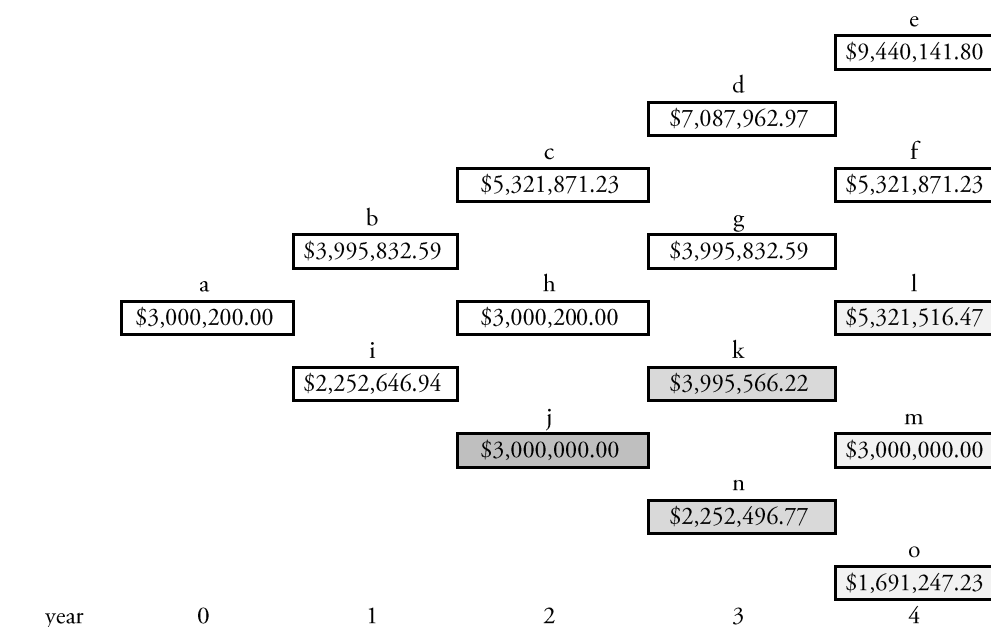 e
$9,440,141.80
d
$7,087,962.97
c f
$5,321,871.23 $5,321,871.23
b g
$3,995,832.59 $3,995,832.59
a h l
$3,000,200.00 $3,000,200.00 $5,321,516.47
i k
$2,252,646.94 $3,995,566.22
j m
$3,000,000.00 $3,000,000.00
n
$2,252,496.77
o
$1,691,247.23
year 0 1 2 3 4